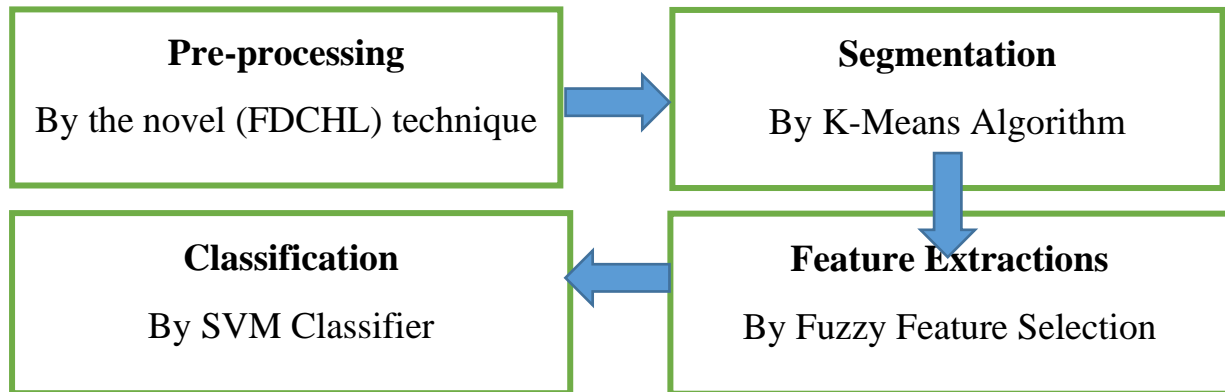 Pre-processing
By the novel (FDCHL) technique
Segmentation
By K-Means Algorithm
Feature Extractions
By Fuzzy Feature Selection
Classification
By SVM Classifier